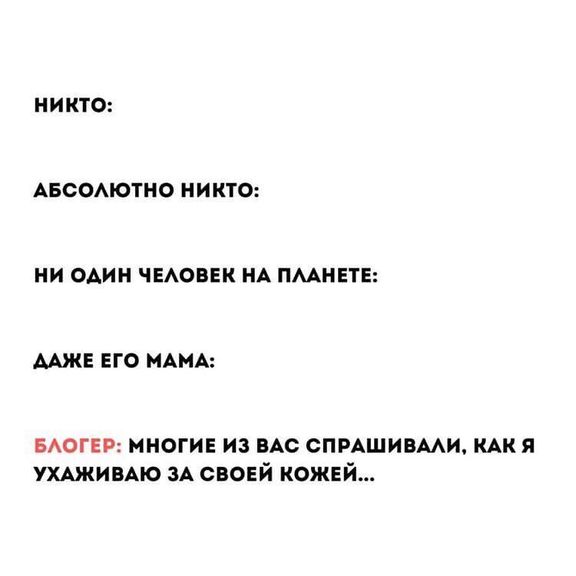 НИКТО:
АБСОЛЮТНО НИКТО:
НИ ОДИН ЧЕЛОВЕК НА ПЛАНЕТЕ:
ДАЖЕ ЕГО МАМА:
БЛОГЕР: МНОГИЕ ИЗ ВАС СПРАШИВАЛИ, КАК Я
УХАЖИВАЮ ЗА СВОЕЙ КОЖЕЙ...